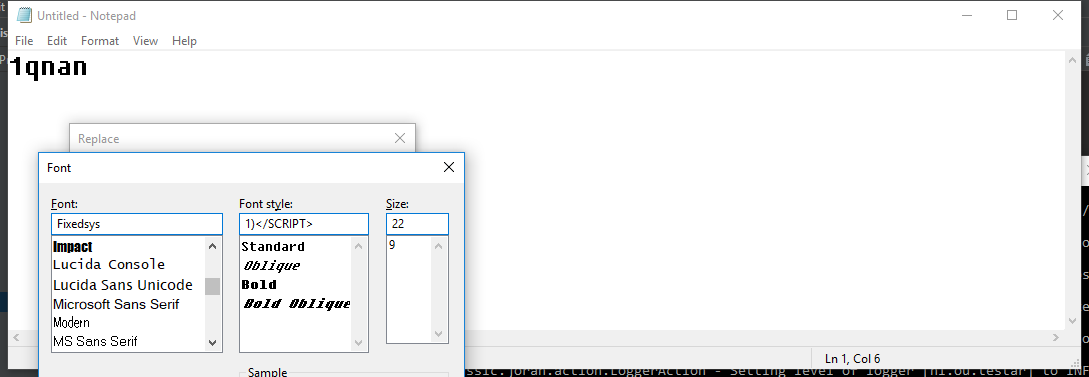 Untitled - Notepad
File Edit Format View Help
1qnan
Replace
Font
Font: Font style: Size:
Fixedsys 1)</SCRIPT> 22
Impact Standard 9
Lucida Console Oblique
Lucida Sans Unicode Bold
Microsoft Sans Serif Bold Oblique
Modern
MS Sans Serif
Ln 1, Col 6
Sample
ssic.joran.action.LoggerAction - Setting level of logger [nl.ou.testar] to INF